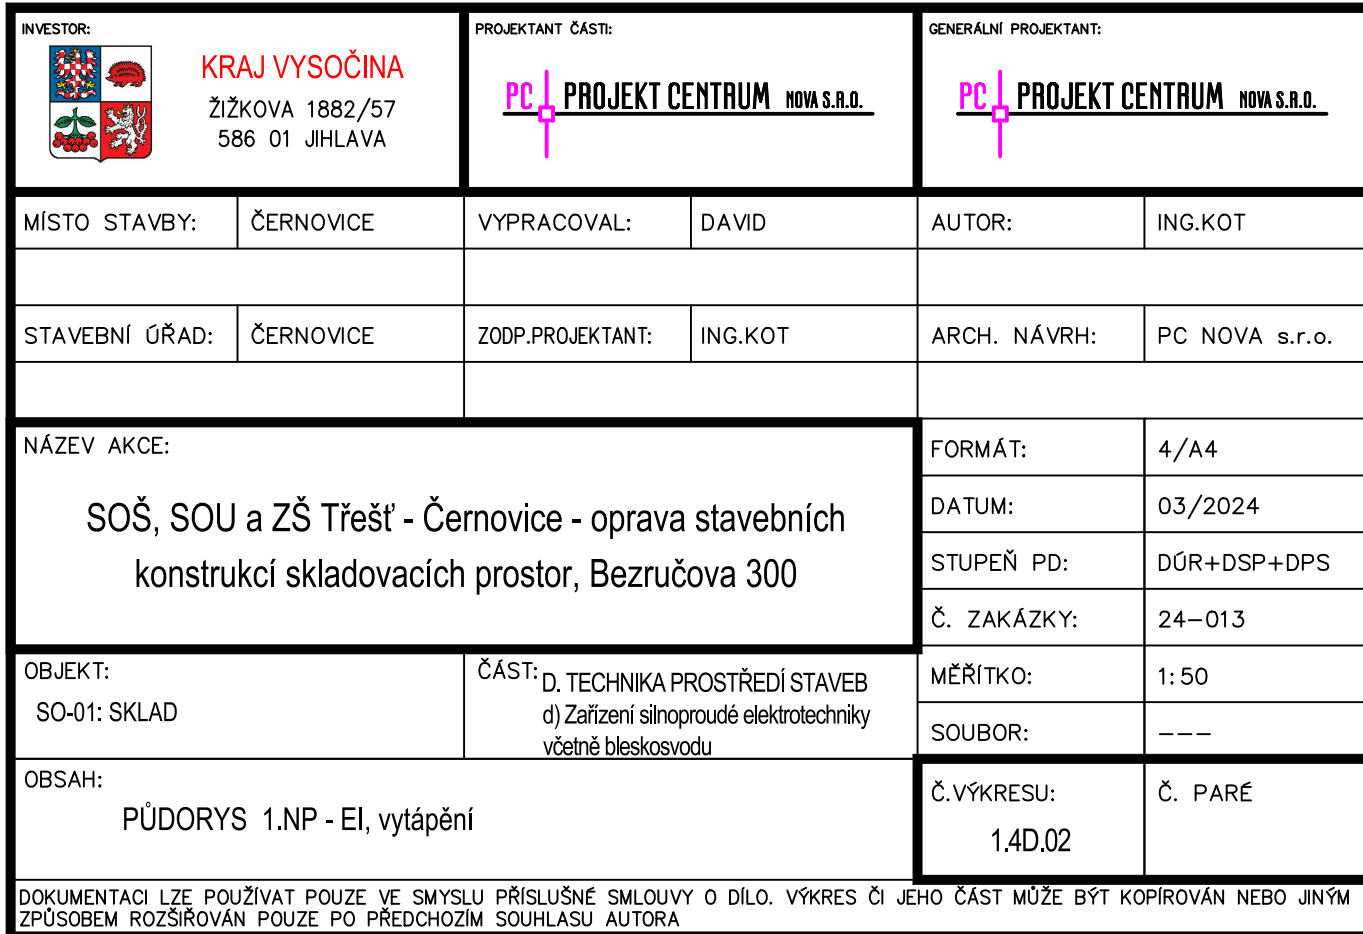 INVESTOR:
KRAJ VYSOČINA
ŽIŽKOVA 1882/57
586 01 JIHLAVA
PROJEKTANT ČÁSTI:
PC PROJEKT CENTRUM NOVA S.R.O.
GENERÁLNÍ PROJEKTANT:
PC PROJEKT CENTRUM NOVA S.R.O.
MÍSTO STAVBY: ČERNOVICE VYPRACOVAL: DAVID AUTOR: ING.KOT
STAVEBNÍ ÚŘAD: ČERNOVICE ZODP.PROJEKTANT: ING.KOT ARCH. NÁVRH: PC NOVA s.r.o.
NÁZEV AKCE:
SOŠ, SOU a ZŠ Třešť - Černovice - oprava stavebních
konstrukcí skladovacích prostor, Bezručova 300
FORMÁT: 4/A4
DATUM: 03/2024
STUPEŇ PD: DÚR+DSP+DPS
Č. ZAKÁZKY: 24-013
MĚŘÍTKO: 1:50
SOUBOR: ---
OBJEKT:
SO-01: SKLAD
ČÁST: D. TECHNIKA PROSTŘEDÍ STAVEB
d) Zařízení silnoproudé elektrotechniky
včetně bleskosvodu
OBSAH:
PŮDORYS 1.NP - EI, vytápění
Č.VÝKRESU:
1.4D.02
Č. PARÉ
DOKUMENTACI LZE POUŽÍVAT POUZE VE SMYSLU PŘÍSLUŠNÉ SMLOUVY O DÍLO. VÝKRES ČI JEHO ČÁST MŮŽE BÝT KOPÍROVÁN NEBO JINÝM
ZPŮSOBEM ROZŠIŘOVÁN POUZE PO PŘEDCHOZÍM SOUHLASU AUTORA